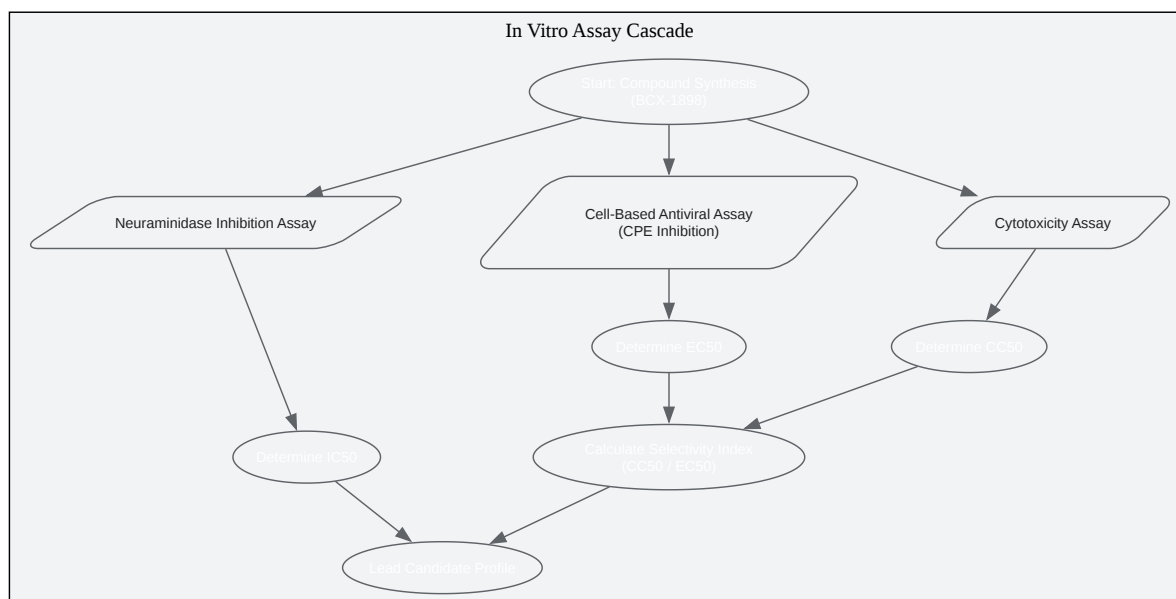 In Vitro Assay Cascade
Start: Compound Synthesis
(BCX-1898)
Neuraminidase Inhibition Assay
Cell-Based Antiviral Assay
(CPE Inhibition)
Cytotoxicity Assay
Determine EC50
Determine CC50
Determine IC50
Calculate Selectivity Index
(CC50 / EC50)
Lead Candidate Profile